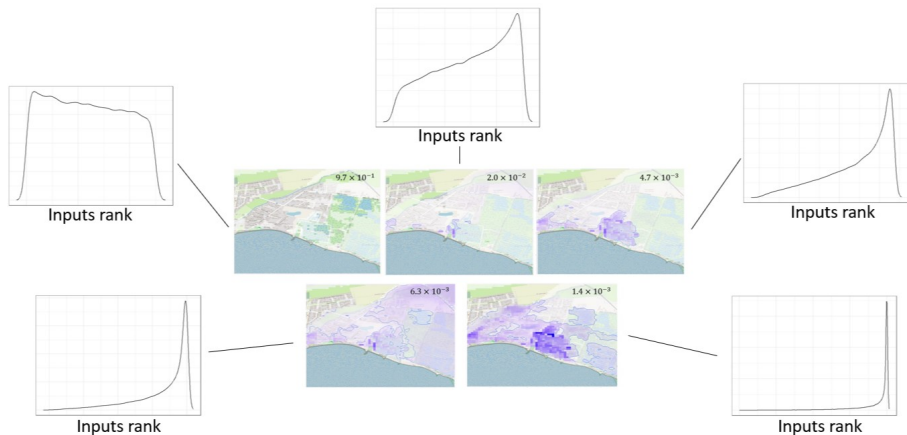 Inputs rank
Inputs rank
Inputs rank
9.7 × 10⁻¹
2.0 × 10⁻²
4.7 × 10⁻³
6.3 × 10⁻³
1.4 × 10⁻³
Inputs rank
Inputs rank